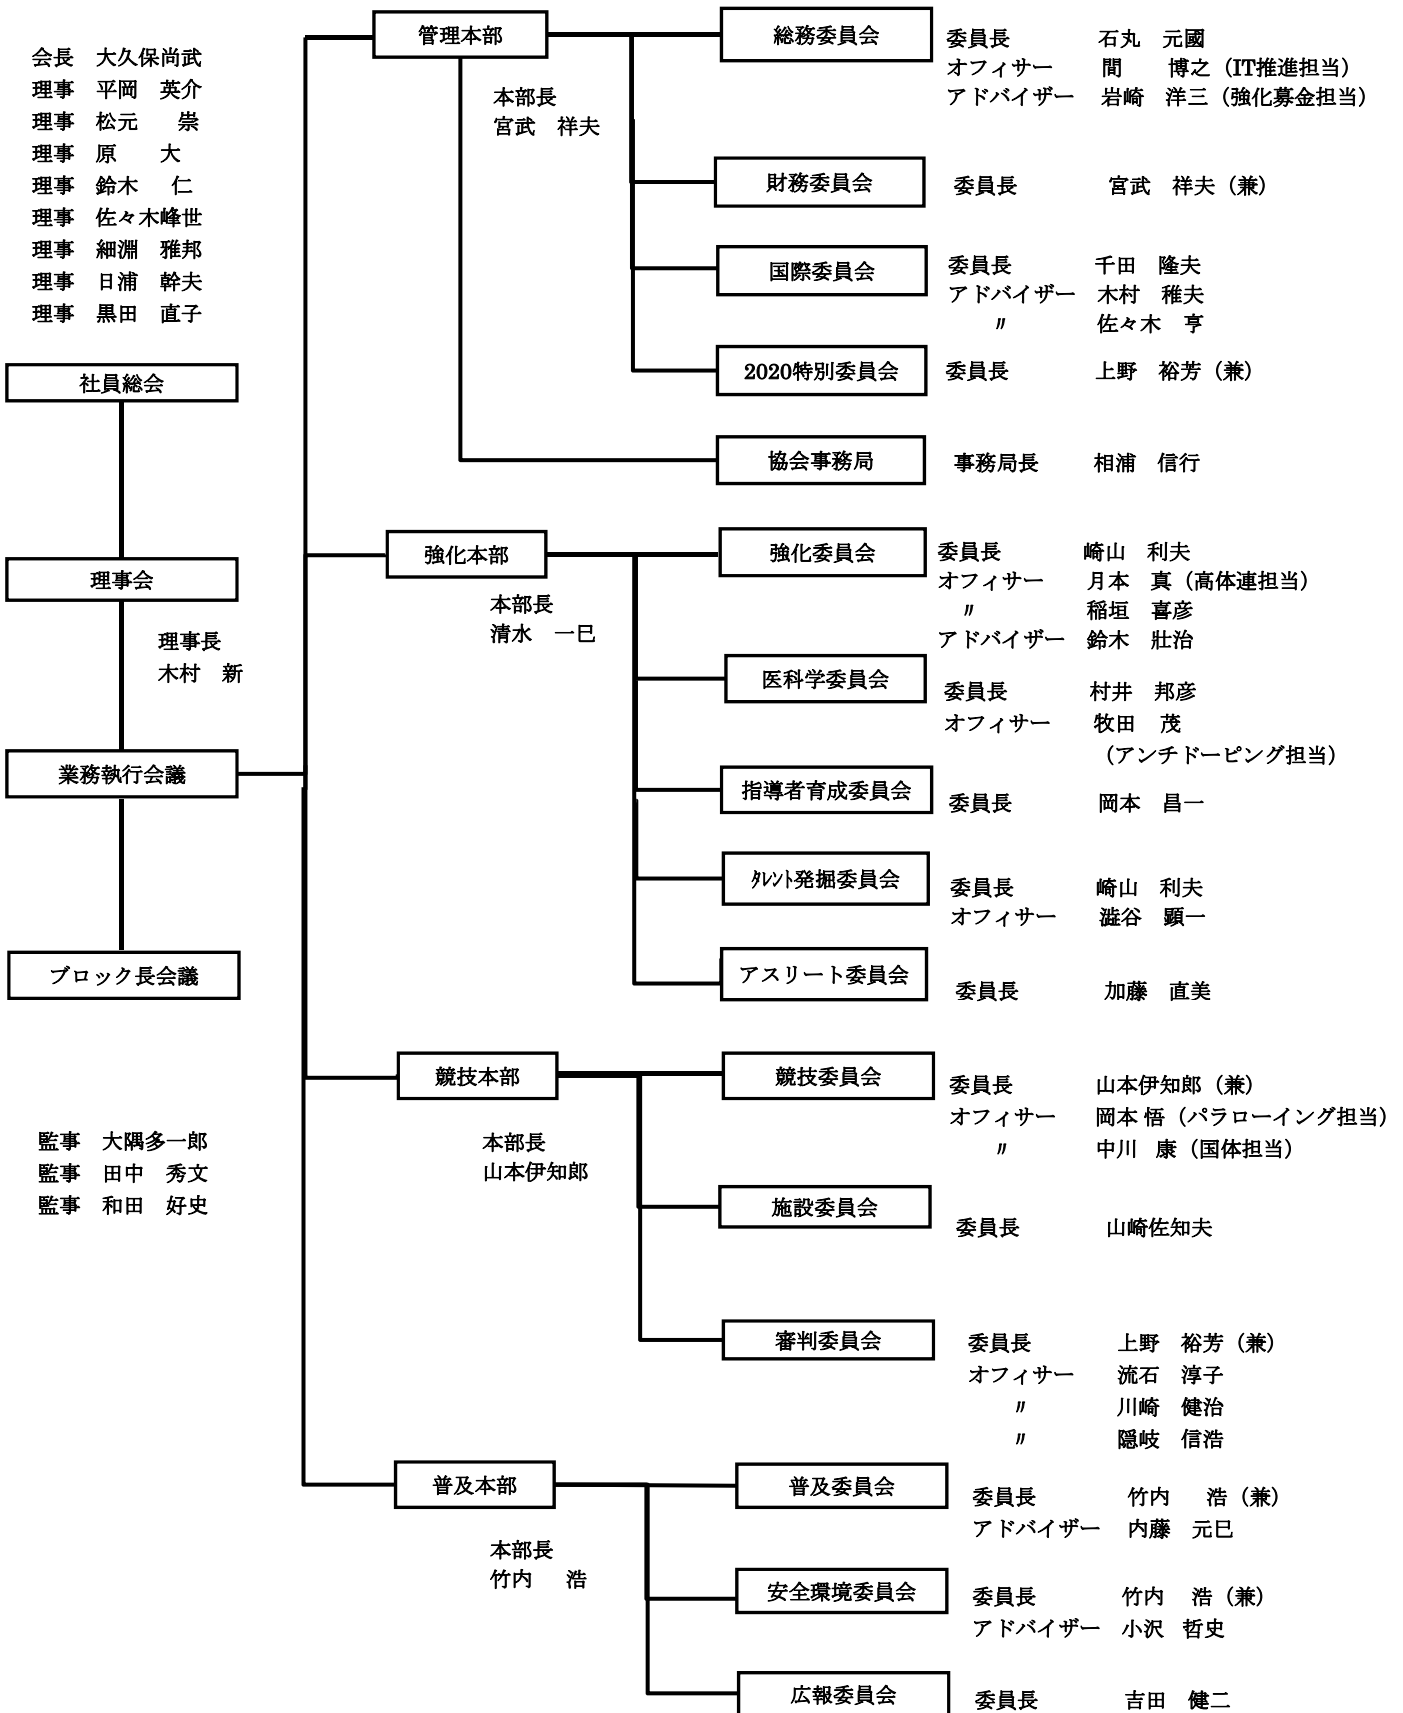 会長　大久保尚武
理事　平岡　英介
理事　松元　崇
理事　原　大
理事　鈴木　仁
理事　佐々木峰世
理事　細淵　雅邦
理事　日浦　幹夫
理事　黒田　直子
社員総会
理事会
理事長
木村　新
業務執行会議
ブロック長会議
監事　大隅多一郎
監事　田中　秀文
監事　和田　好史
管理本部
本部長
宮武　祥夫
総務委員会
委員長　石丸　元國
オフィサー　間　博之（IT推進担当）
アドバイザー　岩崎　洋三（強化募金担当）
財務委員会
委員長　宮武　祥夫（兼）
国際委員会
委員長　千田　隆夫
アドバイザー　木村　稚夫
〃　佐々木　亨
2020特別委員会
委員長　上野　裕芳（兼）
協会事務局
事務局長　相浦　信行
強化本部
本部長
清水　一巳
強化委員会
委員長　崎山　利夫
オフィサー　月本　真（高体連担当）
〃　稲垣　喜彦
アドバイザー　鈴木　壯治
医科学委員会
委員長　村井　邦彦
オフィサー　牧田　茂
（アンチドーピング担当）
指導者育成委員会
委員長　岡本　昌一
ﾀﾚﾝﾄ発掘委員会
委員長　崎山　利夫
オフィサー　澁谷　顕一
アスリート委員会
委員長　加藤　直美
競技本部
本部長
山本伊知郎
競技委員会
委員長　山本伊知郎（兼）
オフィサー　岡本 悟（パラローイング担当）
〃　中川　康（国体担当）
施設委員会
委員長　山崎佐知夫
審判委員会
委員長　上野　裕芳（兼）
オフィサー　流石　淳子
〃　川崎　健治
〃　隠岐　信浩
普及本部
本部長
竹内　浩
普及委員会
委員長　竹内　浩（兼）
アドバイザー　内藤　元巳
安全環境委員会
委員長　竹内　浩（兼）
アドバイザー　小沢　哲史
広報委員会
委員長　吉田　健二